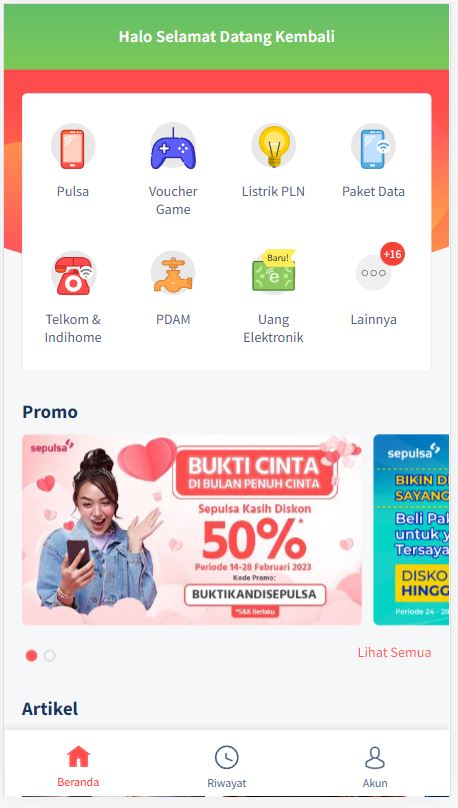 Halo Selamat Datang Kembali
Pulsa
Voucher
Game
Listrik PLN
Paket Data
Telkom &
Indihome
PDAM
Baru!
e
Uang
Elektronik
+16
Lainnya
Promo
sepulsa
BUKTI CINTA
DI BULAN PENUH CINTA
Sepulsa Kasih Diskon
50%*
Periode 14-28 Februari 2023
Kode Promo:
BUKTIKANDISEPULSA
*S&K Berlaku
sepulsa
BIKIN D
SAYANG
Beli Pa
untuk y
Tersaya
DISKO
HINGG
Periode 24 - 28
Lihat Semua
Artikel
Beranda
Riwayat
Akun